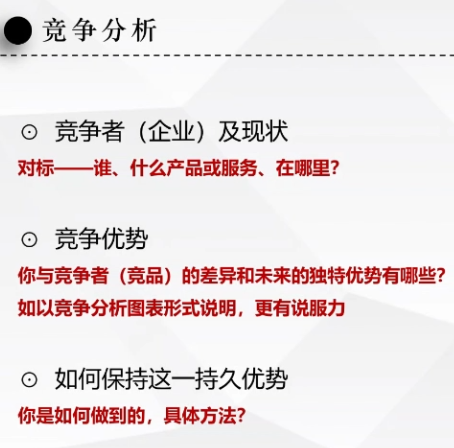 竞争分析
⊙ 竞争者（企业）及现状
对标——谁、什么产品或服务、在哪里？
⊙ 竞争优势
你与竞争者（竞品）的差异和未来的独特优势有哪些？
如以竞争分析图表形式说明，更有说服力
⊙ 如何保持这一持久优势
你是如何做到的，具体方法？